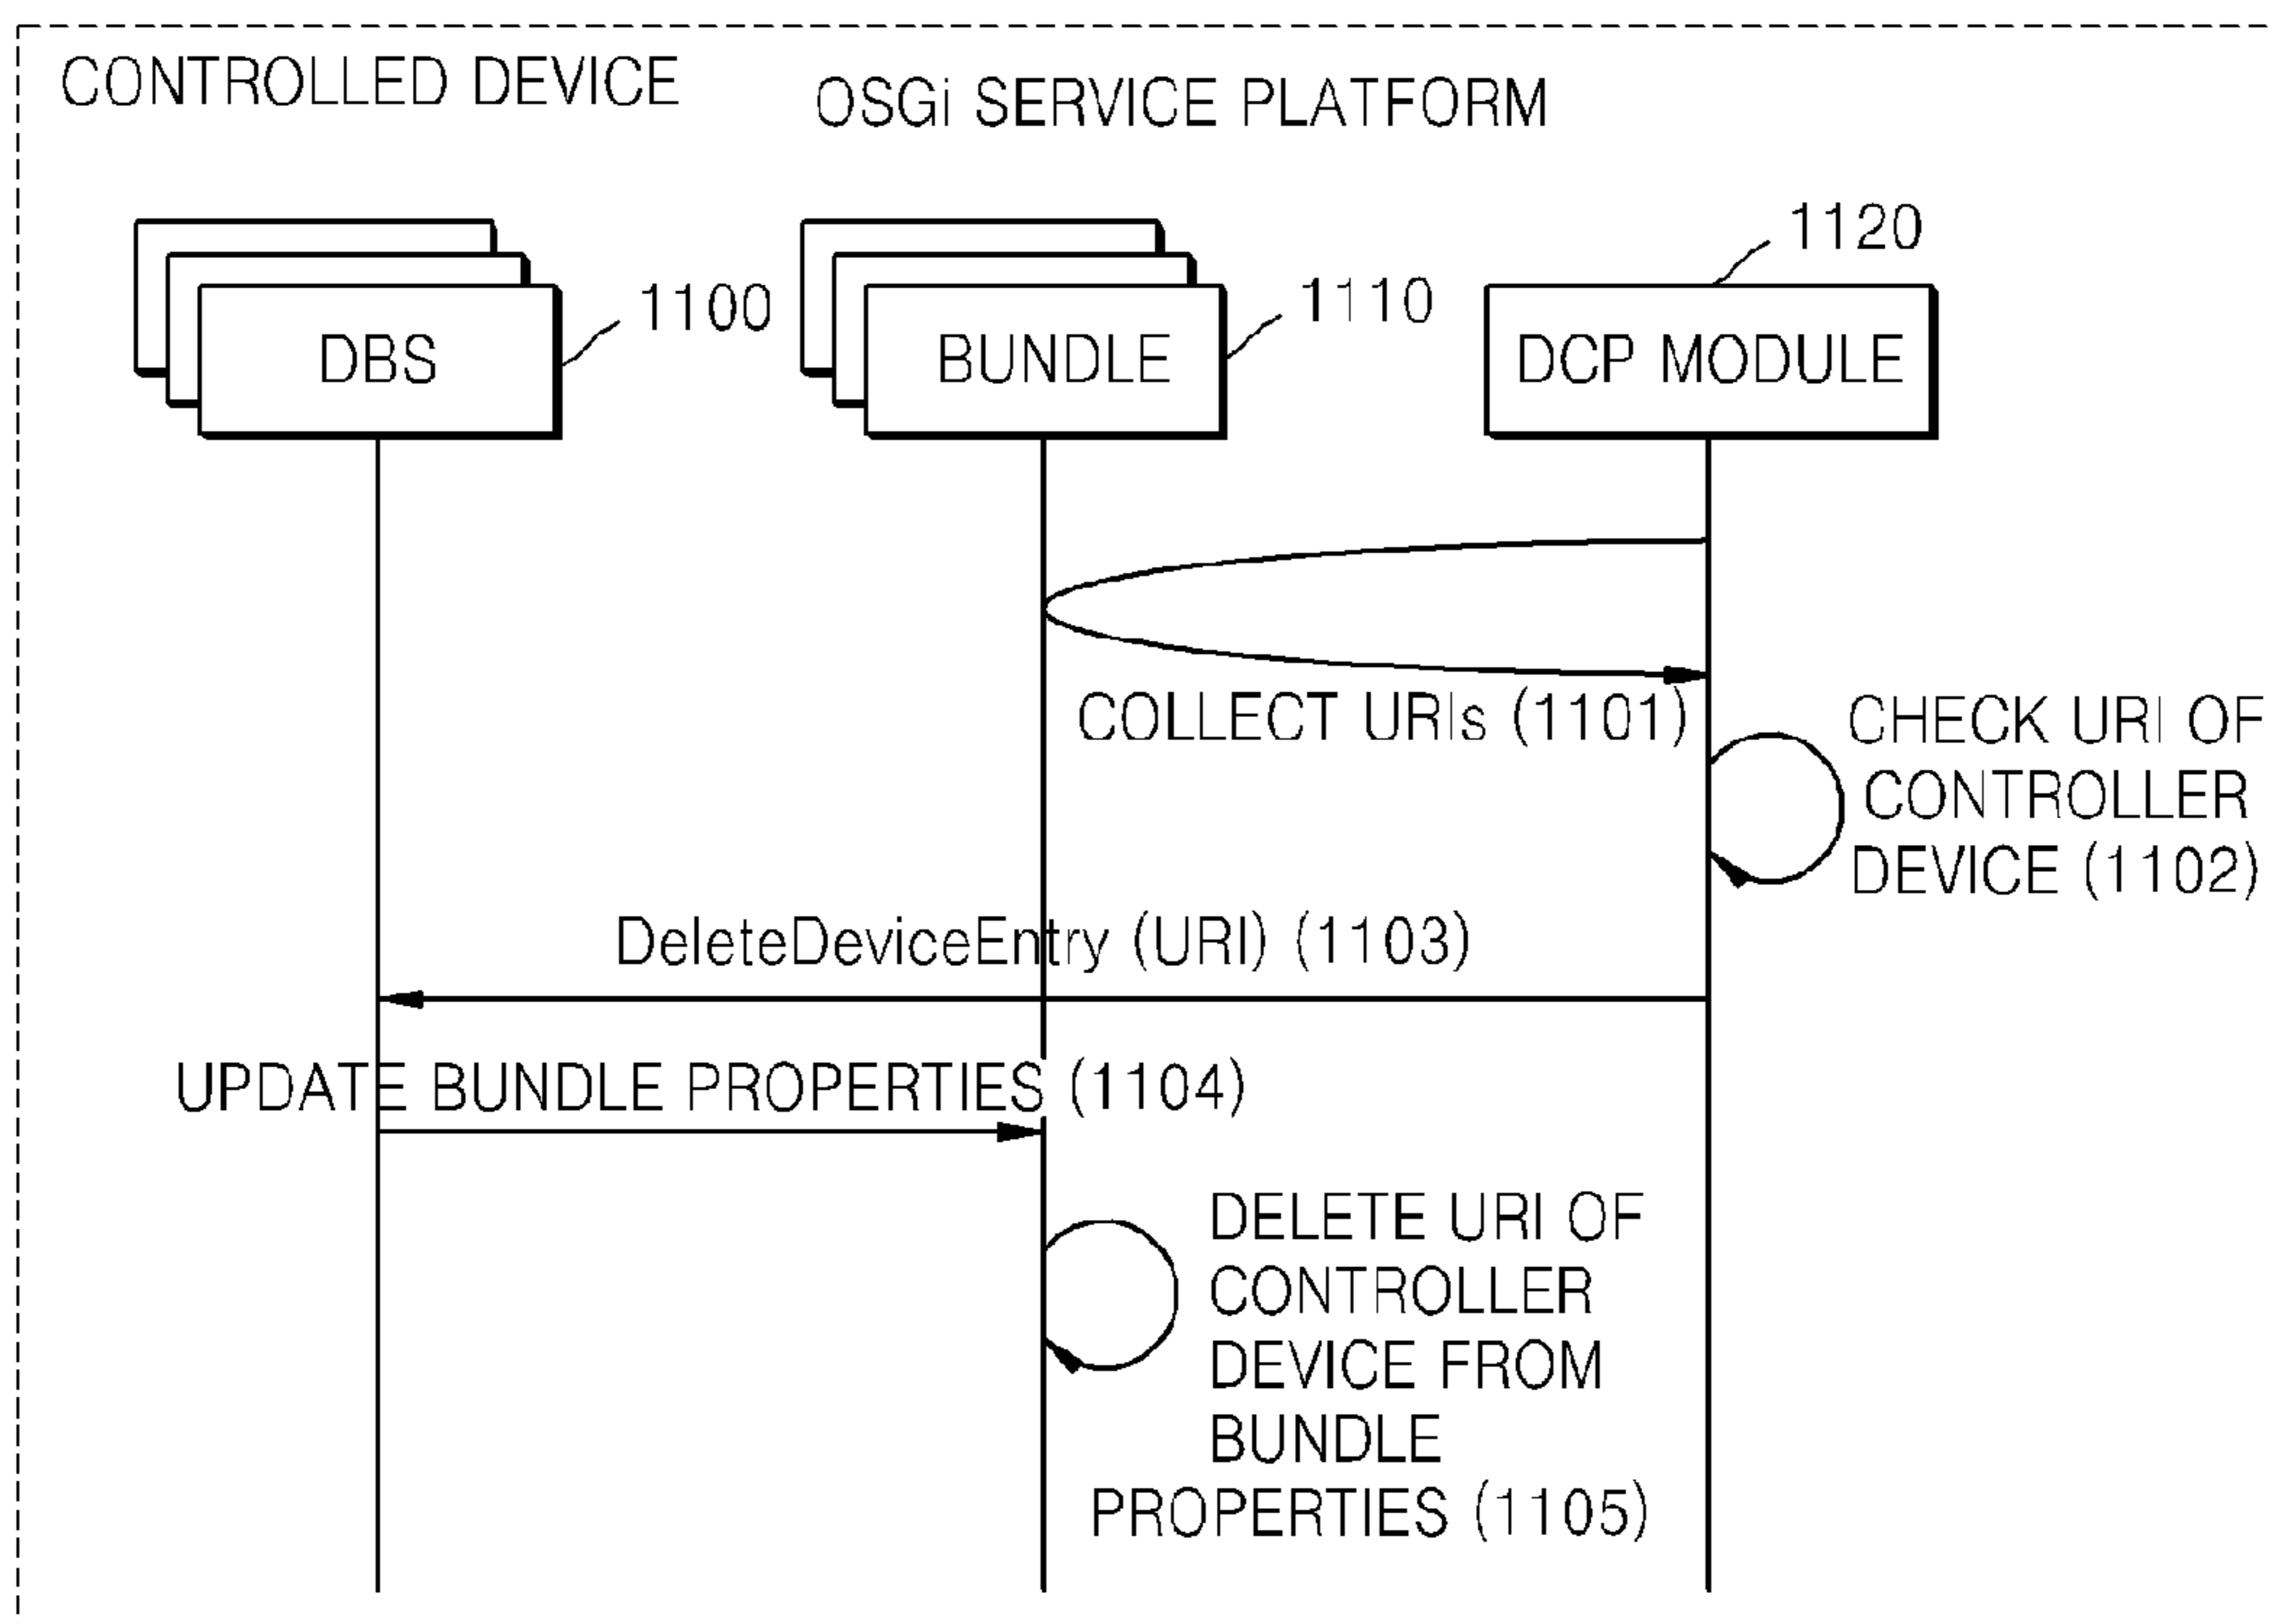 CONTROLLED DEVICE
OSGi SERVICE PLATFORM
1120
1100
1110
DBS
BUNDLE
DCP MODULE
COLLECT URIs (1101)
CHECK URI OF
CONTROLLER
DEVICE (1102)
DeleteDeviceEntry (URI) (1103)
UPDATE BUNDLE PROPERTIES (1104)
DELETE URI OF
CONTROLLER
DEVICE FROM
BUNDLE
PROPERTIES (1105)